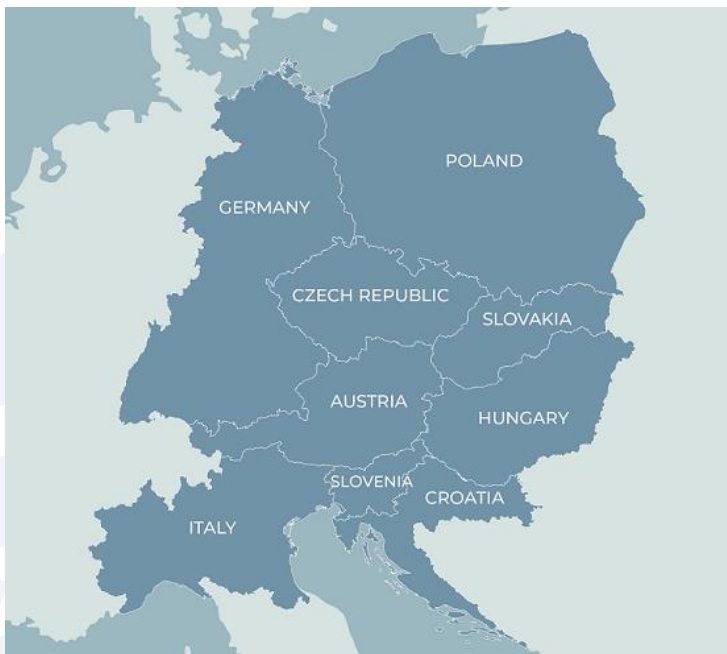 POLAND
GERMANY
CZECH REPUBLIC
SLOVAKIA
AUSTRIA
HUNGARY
SLOVENIA
CROATIA
ITALY